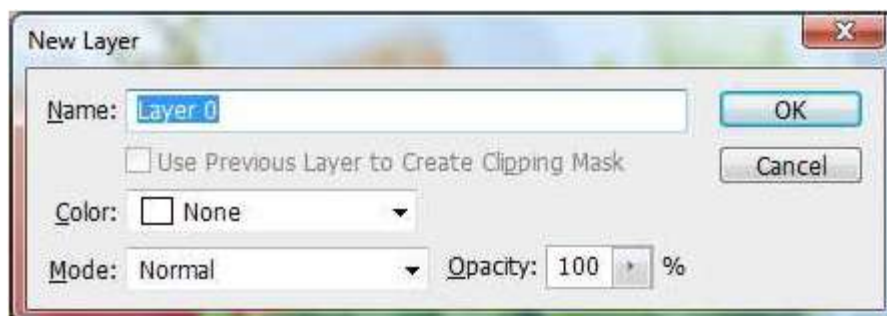 New Layer
Name: Layer 0
OK
Use Previous Layer to Create Clipping Mask
Cancel
Color: None
Mode: Normal Opacity: 100 %